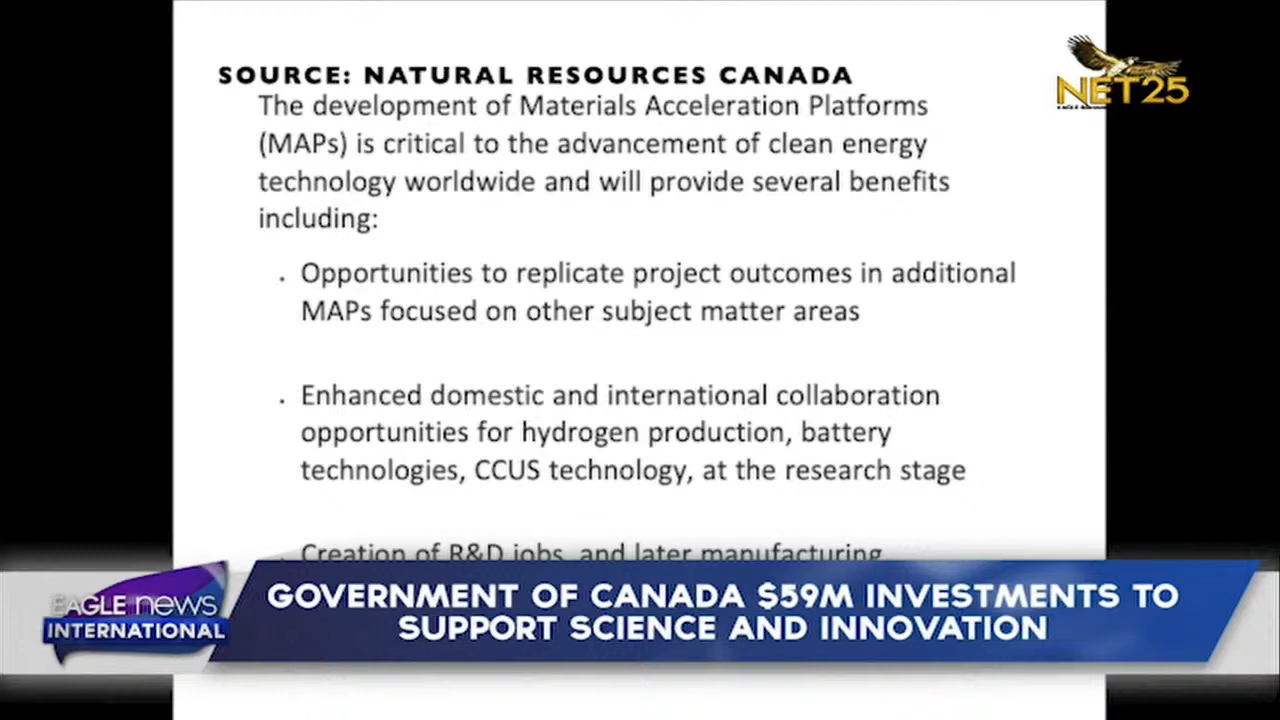 SOURCE: NATURAL RESOURCES CANADA
NET25
The development of Materials Acceleration Platforms
(MAPs) is critical to the advancement of clean energy
technology worldwide and will provide several benefits
including:
. Opportunities to replicate project outcomes in additional
MAPs focused on other subject matter areas
. Enhanced domestic and international collaboration
opportunities for hydrogen production, battery
technologies, CCUS technology, at the research stage
. Creation of R&D jobs, and later manufacturing
EAGLE news
INTERNATIONAL
GOVERNMENT OF CANADA $59M INVESTMENTS TO
SUPPORT SCIENCE AND INNOVATION